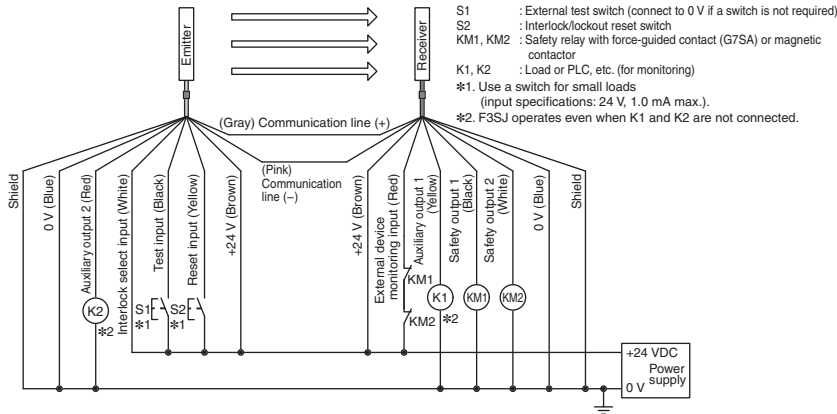 S1 : External test switch (connect to 0 V if a switch is not required)
S2 : Interlock/lockout reset switch
KM1, KM2 : Safety relay with force-guided contact (G7SA) or magnetic
contactor
K1, K2 : Load or PLC, etc. (for monitoring)
*1. Use a switch for small loads
(input specifications: 24 V, 1.0 mA max.).
*2. F3SJ operates even when K1 and K2 are not connected.
Emitter
Receiver
(Gray) Communication line (+)
(Pink)
Communication
line (−)
Shield
0 V (Blue)
Auxiliary output 2 (Red)
Interlock select input (White)
Test input (Black)
Reset input (Yellow)
+24 V (Brown)
+24 V (Brown)
External device
monitoring input (Red)
Auxiliary output 1
(Yellow)
Safety output 1
(Black)
Safety output 2
(White)
0 V (Blue)
Shield
K2
*2
S1
*1
S2
*1
KM1
KM2
K1
*2
KM1
KM2
+24 VDC
Power
supply
0 V